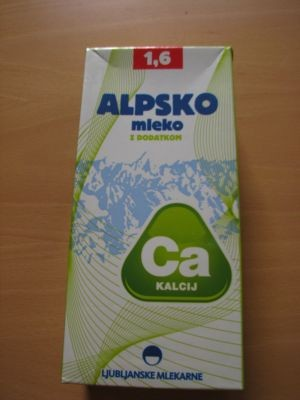 1,6
ALPSKO
mleko
Z DODATKOM
Ca
KALCIJ
LJUBLJANSKE MLEKARNE